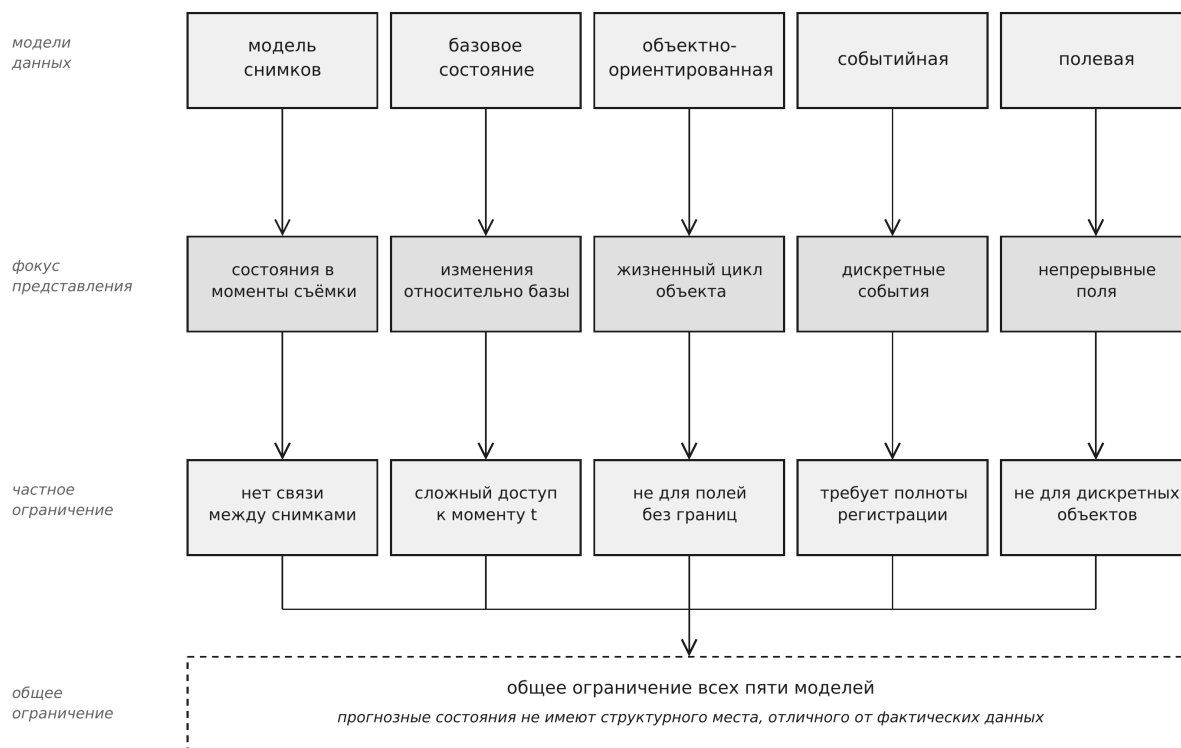 модели
данных
модель
снимков
базовое
состояние
объектно-
ориентированная
событийная
полевая
фокус
представления
состояния в
моменты съёмки
изменения
относительно базы
жизненный цикл
объекта
дискретные
события
непрерывные
поля
частное
ограничение
нет связи
между снимками
сложный доступ
к моменту t
не для полей
без границ
требует полноты
регистрации
не для дискретных
объектов
общее
ограничение
общее ограничение всех пяти моделей
прогнозные состояния не имеют структурного места, отличного от фактических данных